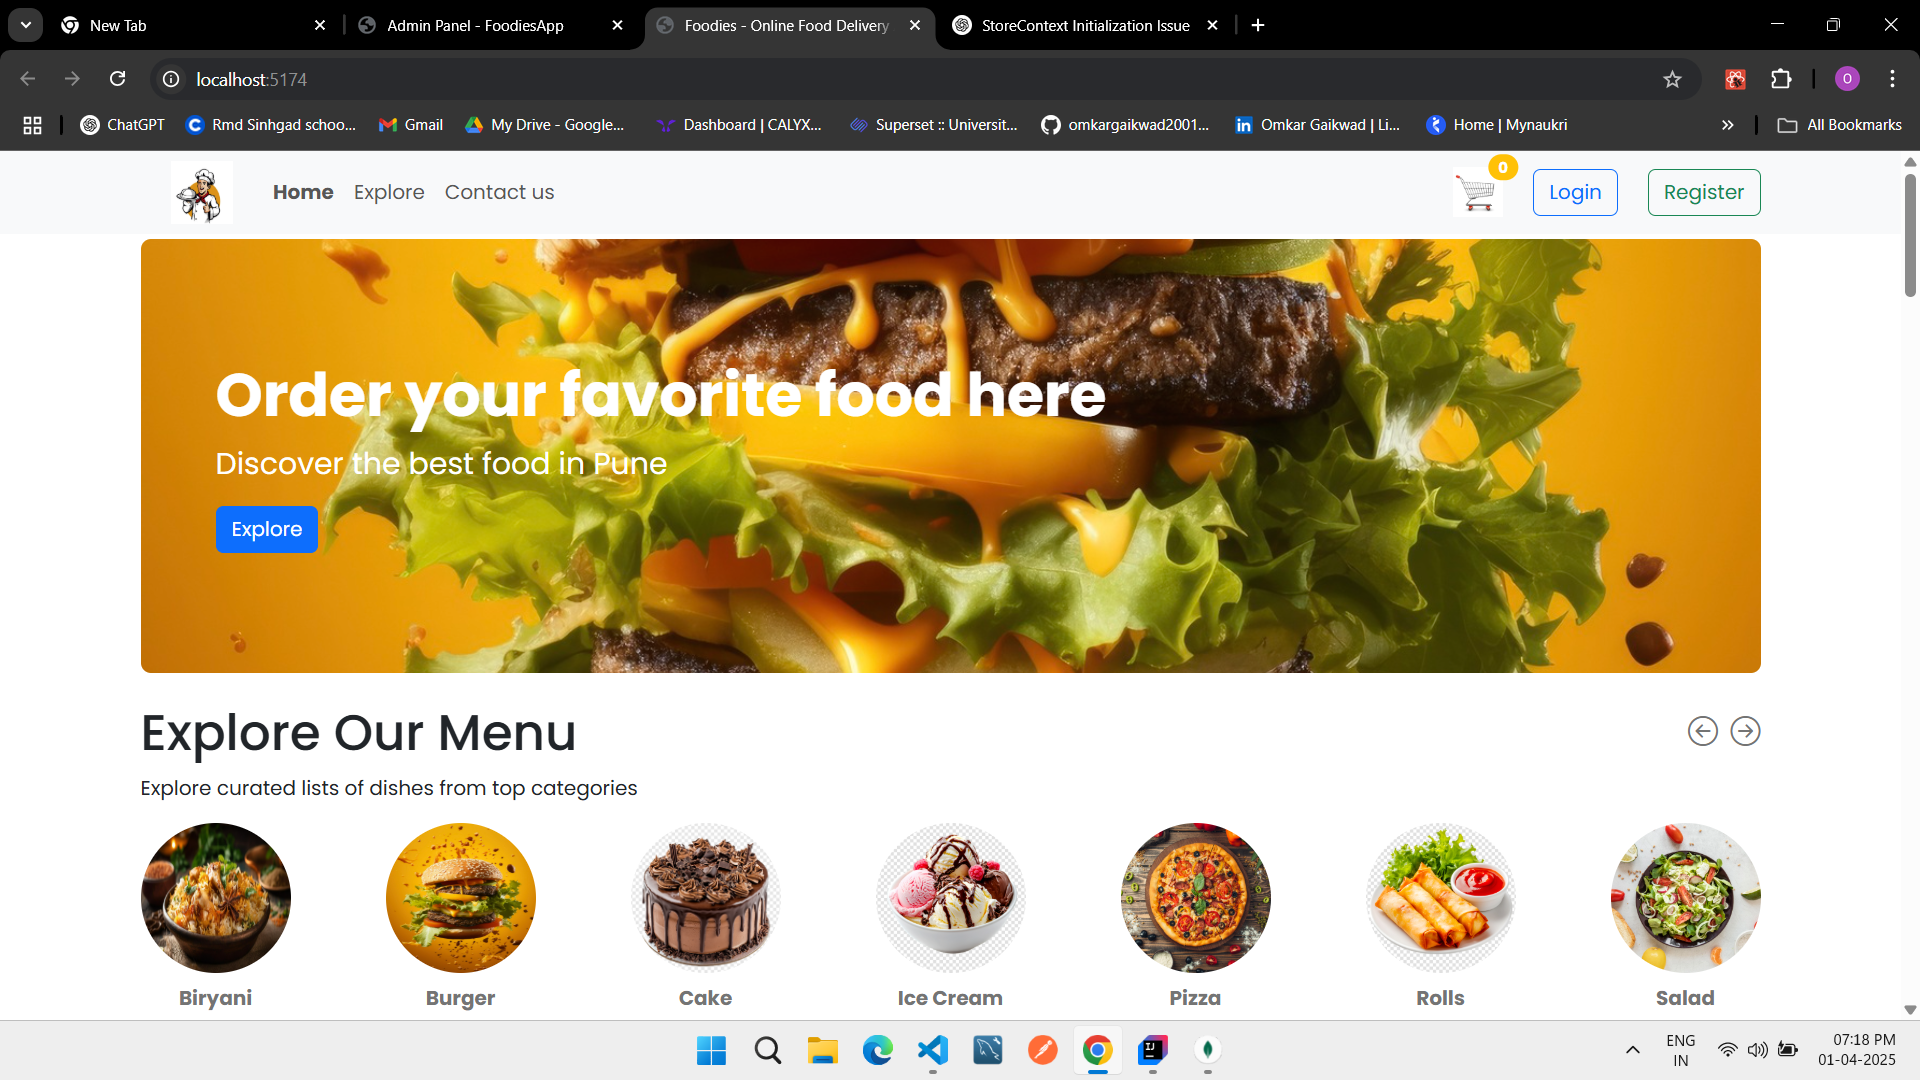 New Tab
Admin Panel - FoodiesApp
Foodies - Online Food Delivery
StoreContext Initialization Issue
localhost:5174
O
ChatGPT
Rmd Sinhgad schoo...
Gmail
My Drive - Google...
Dashboard | CALYX...
Superset :: Universit...
omkargaikwad2001...
Omkar Gaikwad | Li...
Home | Mynaukri
All Bookmarks
Home
Explore
Contact us
0
Login
Register
Order your favorite food here
Discover the best food in Pune
Explore
Explore Our Menu
Explore curated lists of dishes from top categories
Biryani
Burger
Cake
Ice Cream
Pizza
Rolls
Salad
ENG
IN
07:18 PM
01-04-2025